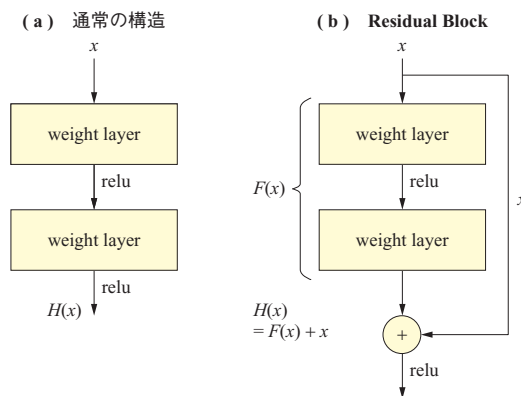 ( a ) 通常の構造
x
weight layer
relu
weight layer
relu
H(x)
( b ) Residual Block
x
weight layer
relu
F(x)
x
weight layer
H(x)
= F(x) + x
+
relu